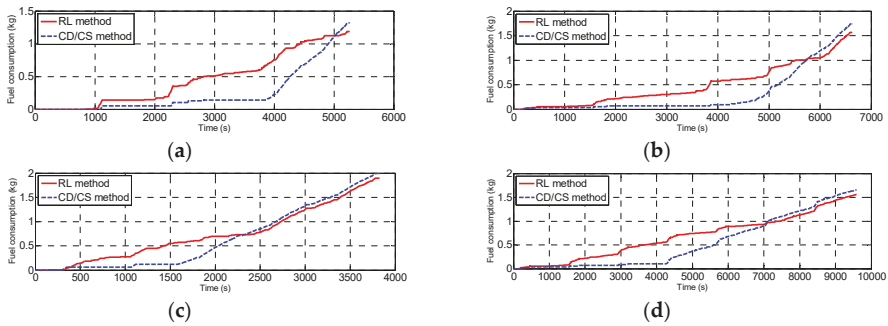 Fuel consumption (kg)
1.5
1
0.5
0
RL method
CD/CS method
0 1000 2000 3000 4000 5000 6000
Time (s)
(a)
Fuel consumption (kg)
2
1.5
1
0.5
0
RL method
CD/CS method
0 1000 2000 3000 4000 5000 6000 7000
Time (s)
(b)
Fuel consumption (kg)
2
1.5
1
0.5
0
RL method
CD/CS method
0 500 1000 1500 2000 2500 3000 3500 4000
Time (s)
(c)
Fuel consumption (kg)
2
1.5
1
0.5
0
RL method
CD/CS method
0 1000 2000 3000 4000 5000 6000 7000 8000 9000 10000
Time (s)
(d)